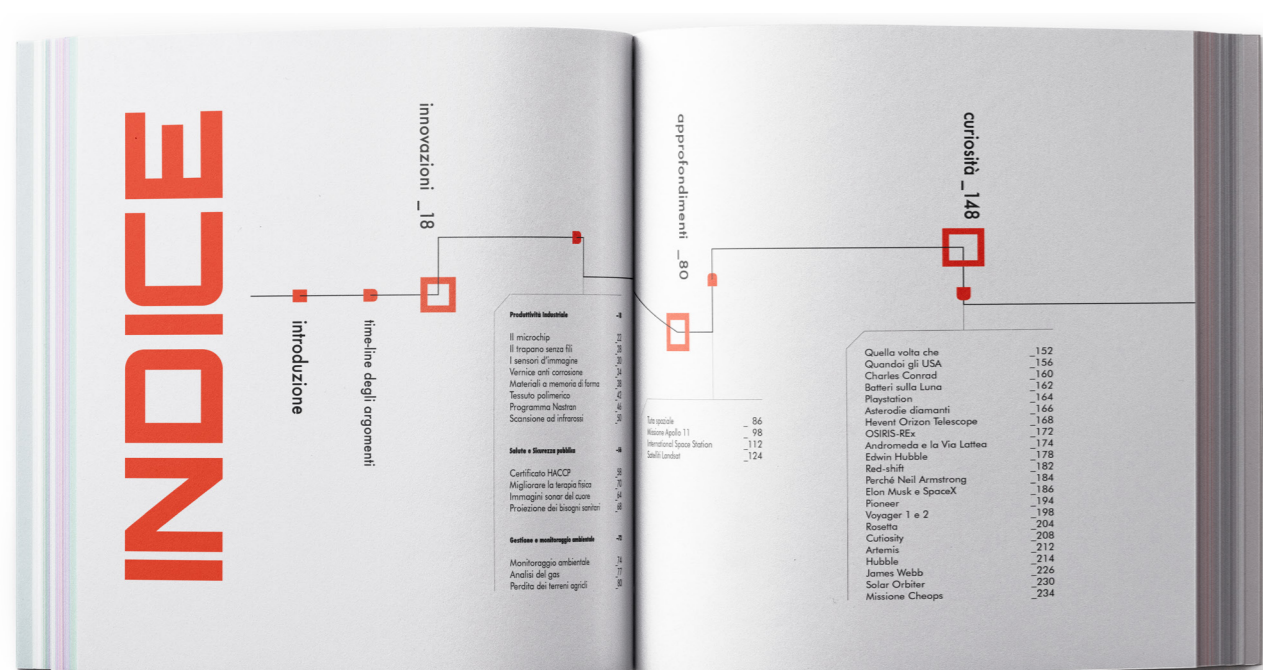 INDICE
introduzione
time-line degli argomenti
innovazioni _18
Produttività Industriale
Il microchip
Il trapano senza fili
I sensori d'immagine
Vernice anti corrosione
Materiali a memoria di forma
Tessuto polimerico
Programma Nastran
Scansione ad infrarossi
Salute e Sicurezza pubblica
Certificato HACCP
Migliorare la terapia fisica
Immagini sonar del cuore
Proiezione dei bisogni sanitari
Gestione e monitoraggio ambientale
Monitoraggio ambientale
Analisi del gas
Perdita dei terreni agricli
approfondimenti _80
Tuta spaziale _ 86
Missione Apollo 11 _ 98
International Space Station _112
Satelliti Landsat _124
curiosità _148
Quella volta che _152
Quandoi gli USA _156
Charles Conrad _160
Batteri sulla Luna _162
Playstation _164
Asterodie diamanti _166
Hevent Orizon Telescope _168
OSIRIS-REx _172
Andromeda e la Via Lattea _174
Edwin Hubble _178
Red-shift _182
Perché Neil Armstrong _184
Elon Musk e SpaceX _186
Pioneer _194
Voyager 1 e 2 _198
Rosetta _204
Cutiosity _208
Artemis _212
Hubble _214
James Webb _226
Solar Orbiter _230
Missione Cheops _234